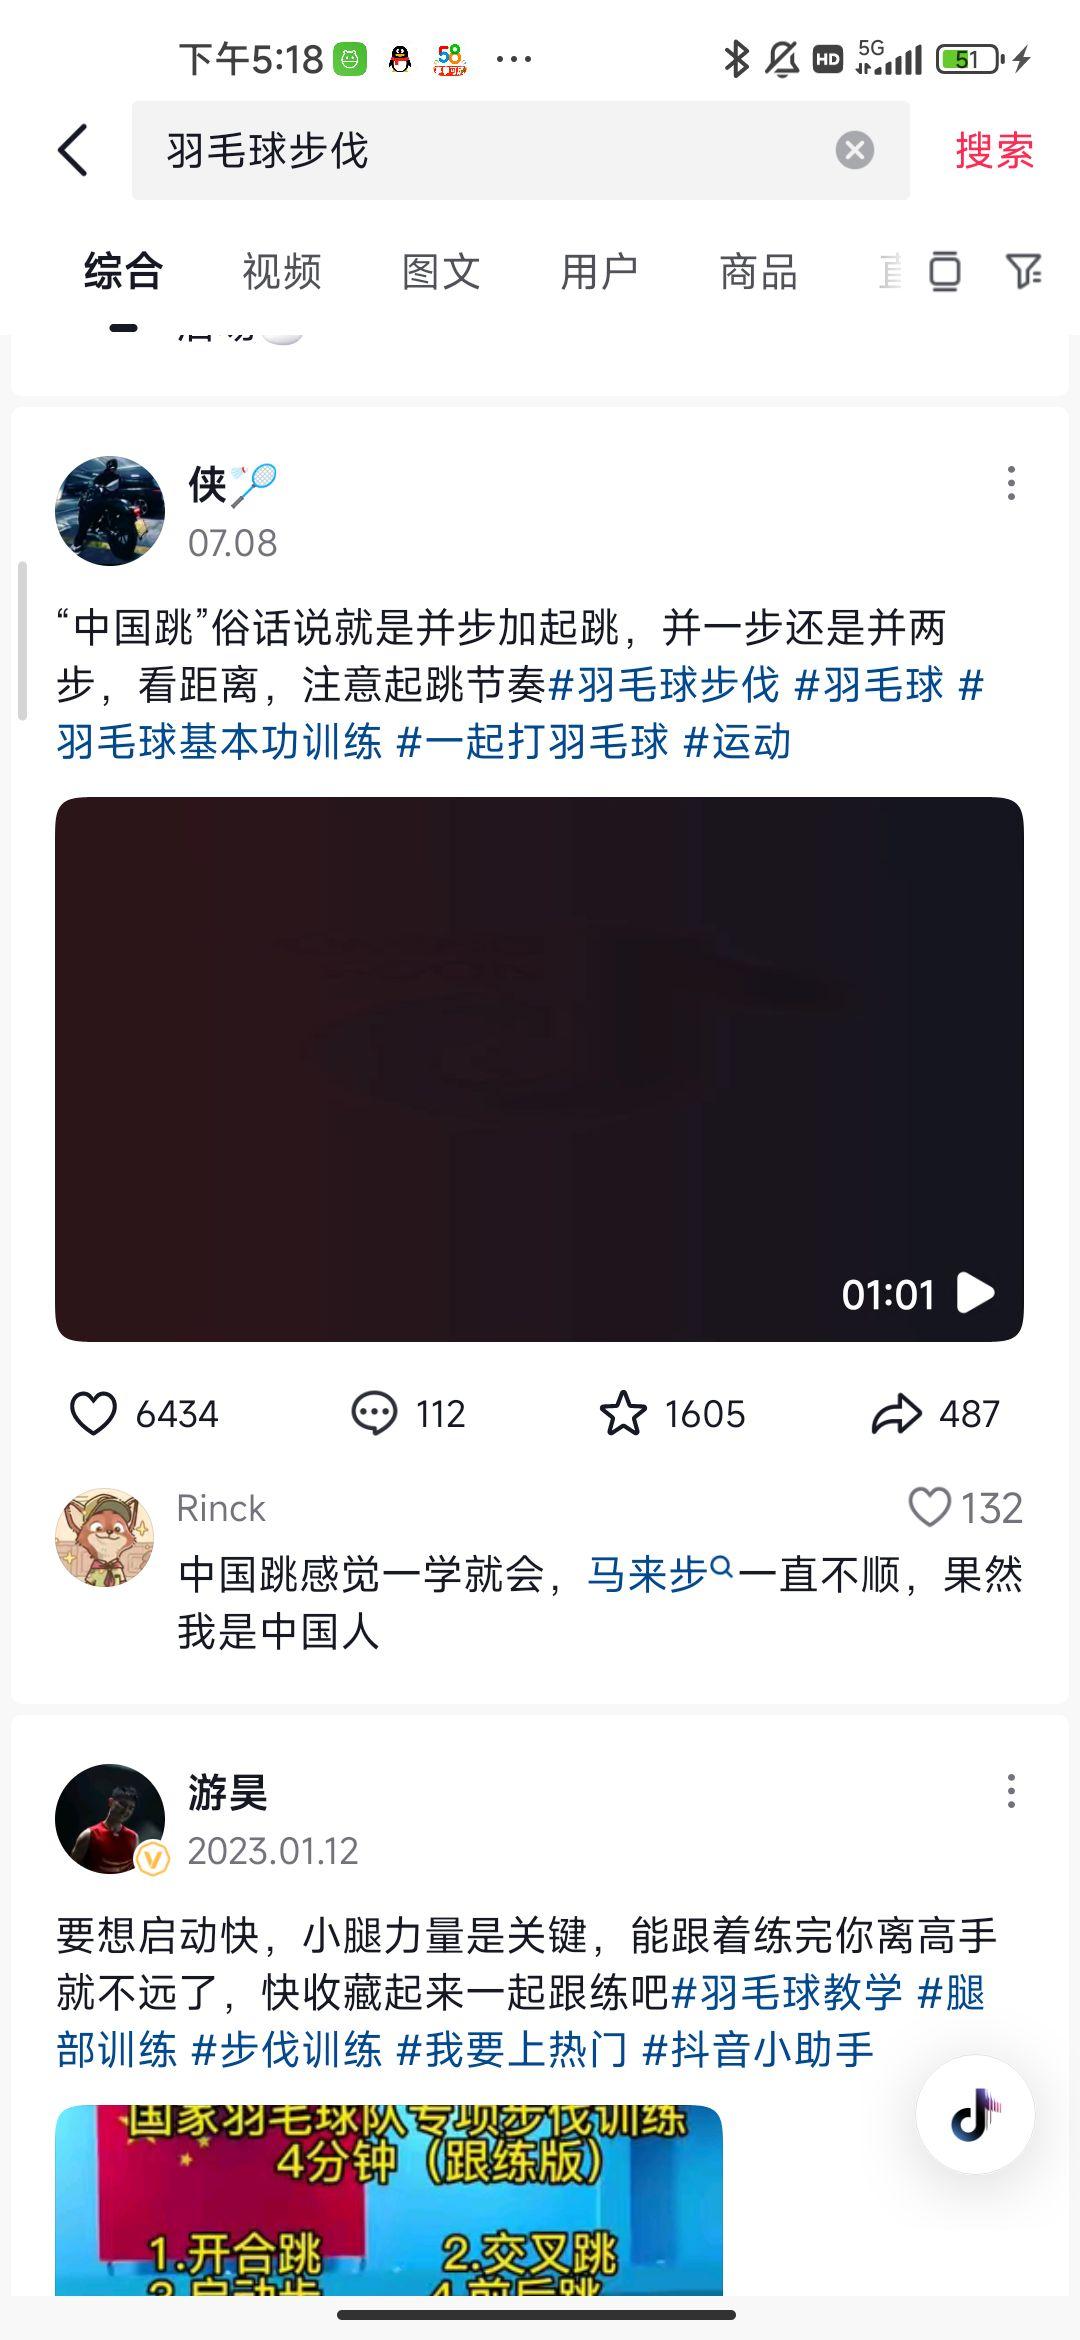 下午5:18
HD
5G
51
羽毛球步伐
搜索
综合 视频 图文 用户 商品
侠
07.08
“中国跳”俗话说就是并步加起跳，并一步还是并两
步，看距离，注意起跳节奏#羽毛球步伐 #羽毛球 #
羽毛球基本功训练 #一起打羽毛球 #运动
01:01
6434 112 1605 487
Rinck 132
中国跳感觉一学就会，马来步一直不顺，果然
我是中国人
游昊
2023.01.12
要想启动快，小腿力量是关键，能跟着练完你离高手
就不远了，快收藏起来一起跟练吧#羽毛球教学 #腿
部训练 #步伐训练 #我要上热门 #抖音小助手
国家羽毛球队专项步伐训练
4分钟（跟练版）
1.开合跳 2.交叉跳
3.启动步 4.前后跳